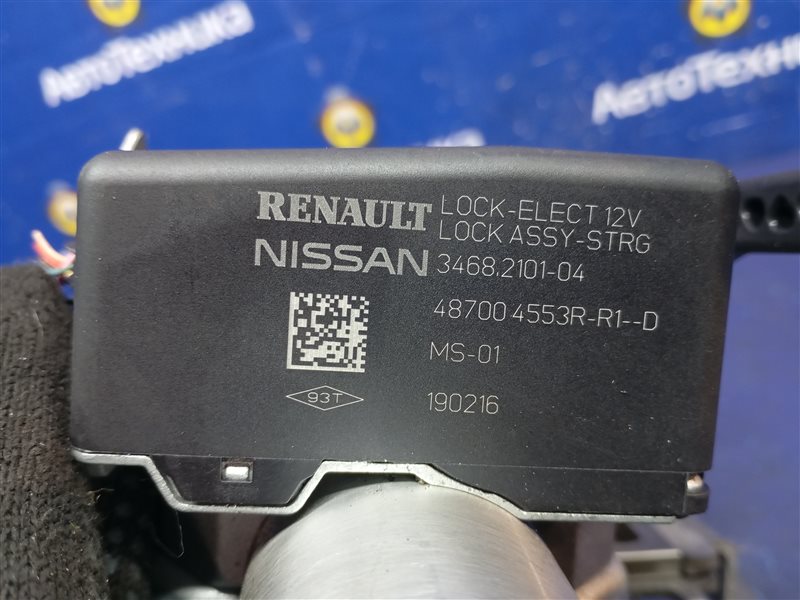 АвтоТехника
АвтоТехни
RENAULT LOCK-ELECT 12V
LOCK ASSY-STRG
NISSAN 3468.2101-04
48700 4553R-R1--D
MS-01
93T
190216